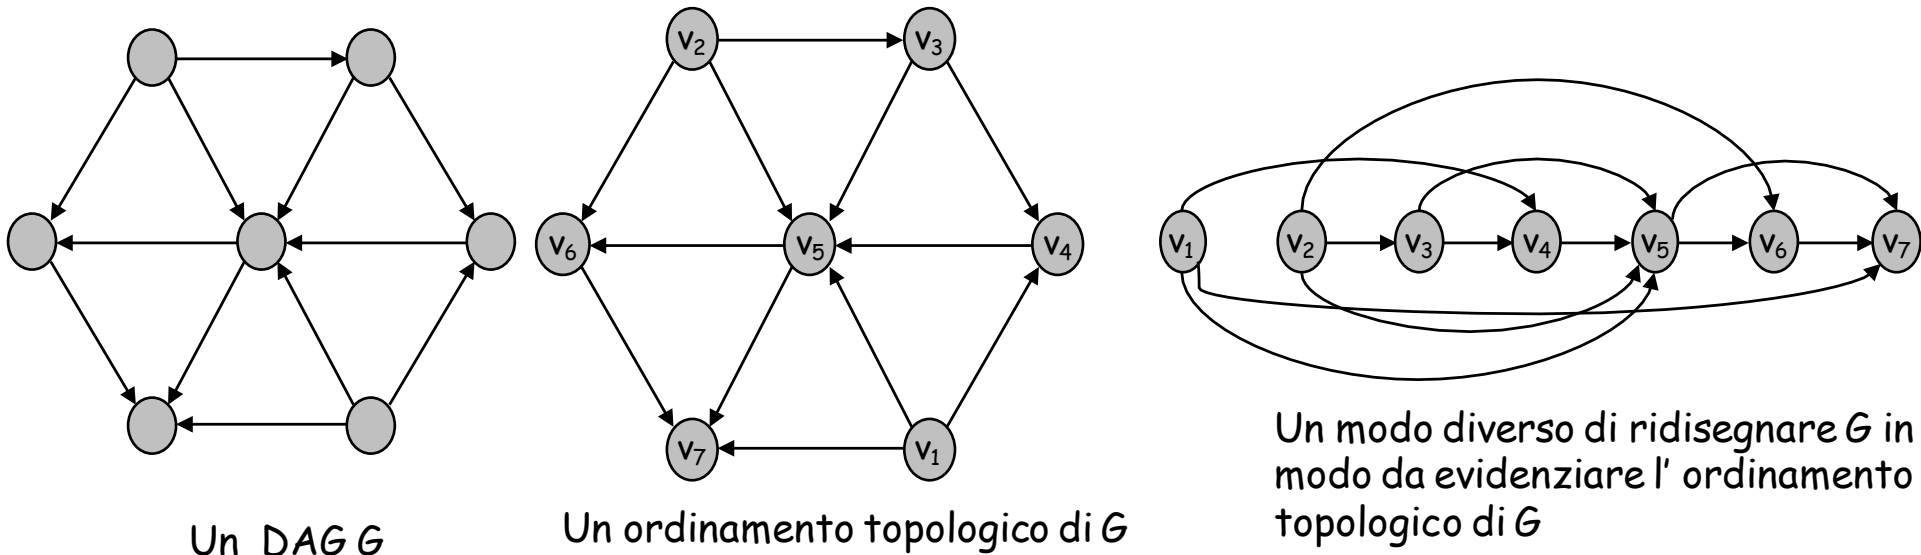 v2 v3
v6 v5 v4
v7 v1
v1 v2 v3 v4 v5 v6 v7
Un DAG G
Un ordinamento topologico di G
Un modo diverso di ridisegnare G in
modo da evidenziare l' ordinamento
topologico di G